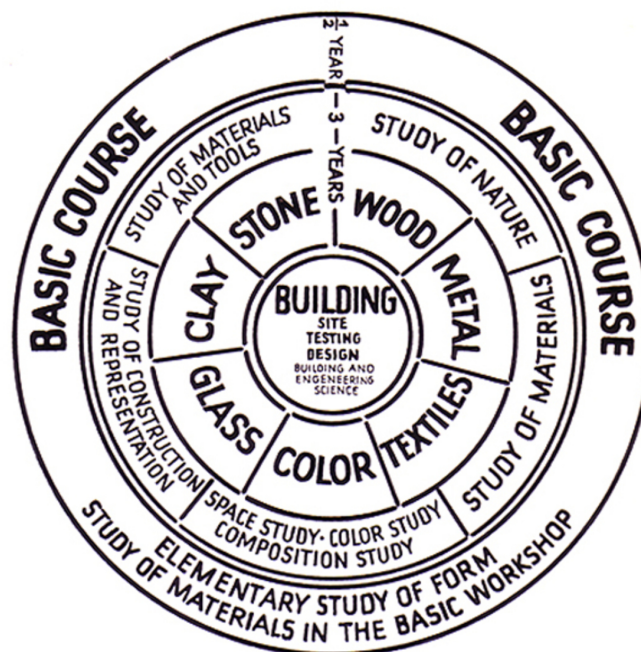 ½ YEAR
BASIC COURSE
BASIC COURSE
ELEMENTARY STUDY OF FORM
STUDY OF MATERIALS IN THE BASIC WORKSHOP
3 – YEARS
STUDY OF MATERIALS
AND TOOLS
STUDY OF NATURE
STUDY OF MATERIALS
SPACE STUDY · COLOR STUDY
COMPOSITION STUDY
STUDY OF CONSTRUCTION
AND REPRESENTATION
STONE
WOOD
METAL
TEXTILES
COLOR
GLASS
CLAY
BUILDING
SITE
TESTING
DESIGN
BUILDING AND
ENGENEERING
SCIENCE